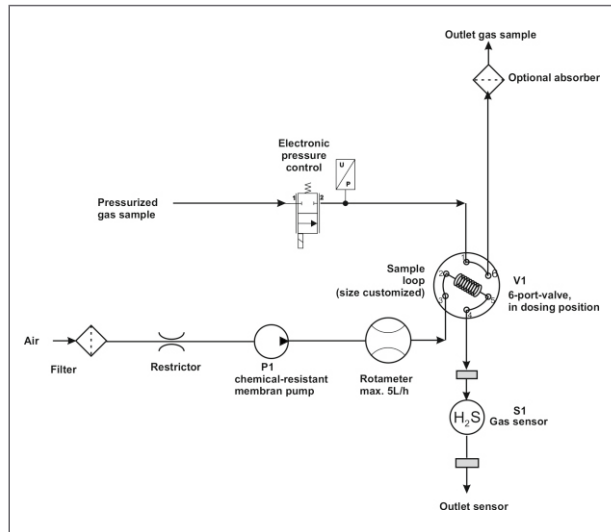 Outlet gas sample
Optional absorber
Electronic
pressure
control
U
P
1
2
Pressurized
gas sample
Sample
loop
(size customized)
1
2
3
4
5
6
V1
6-port-valve,
in dosing position
Air
Filter
Restrictor
P1
chemical-resistant
membran pump
Rotameter
max. 5L/h
H2S
S1
Gas sensor
Outlet sensor